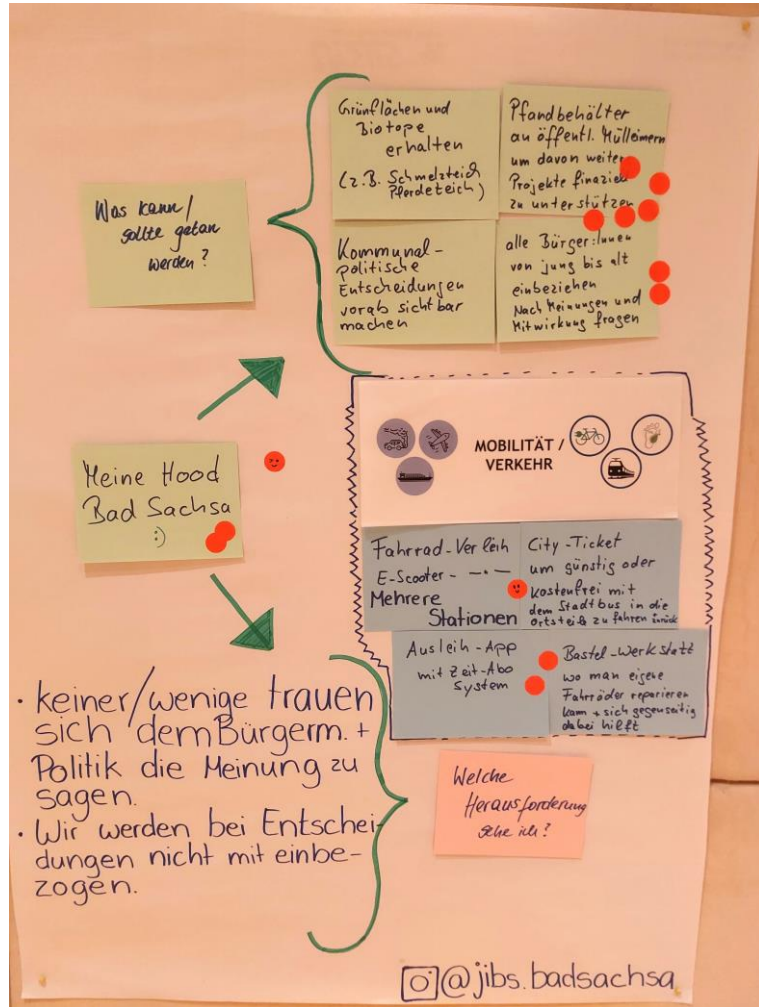 Was kann/
sollte getan
werden?
Grünflächen und
Biotope
erhalten
(z.B. Schmelzteich
Pferdeteich)
Pfandbehälter
an öffentl. Mülleimern
um davon weitere
Projekte finaziell
zu unterstützen
Kommunal-
politische
Entscheidungen
vorab sichtbar
machen
alle Bürger:Innen
von jung bis alt
einbeziehen
Nach Meinungen und
Mitwirkung fragen
Meine Hood
Bad Sachsa
:)
MOBILITÄT /
VERKEHR
Fahrrad-Verleih
E-Scooter- —〃—
Mehrere
Stationen
City-Ticket
um günstig oder
kostenfrei mit
dem Stadtbus in die
Ortsteile zu fahren + zurück
Ausleih-App
mit Zeit-Abo
System
Bastel-Werkstatt
wo man eigene
Fahrräder reparieren
kann + sich gegenseitig
dabei hilft
· keiner/wenige trauen
sich dem Bürgerm. +
Politik die Meinung zu
sagen.
· Wir werden bei Entschei-
dungen nicht mit einbe-
zogen.
Welche
Herausforderung
sehe ich?
@jibs.badsachsa